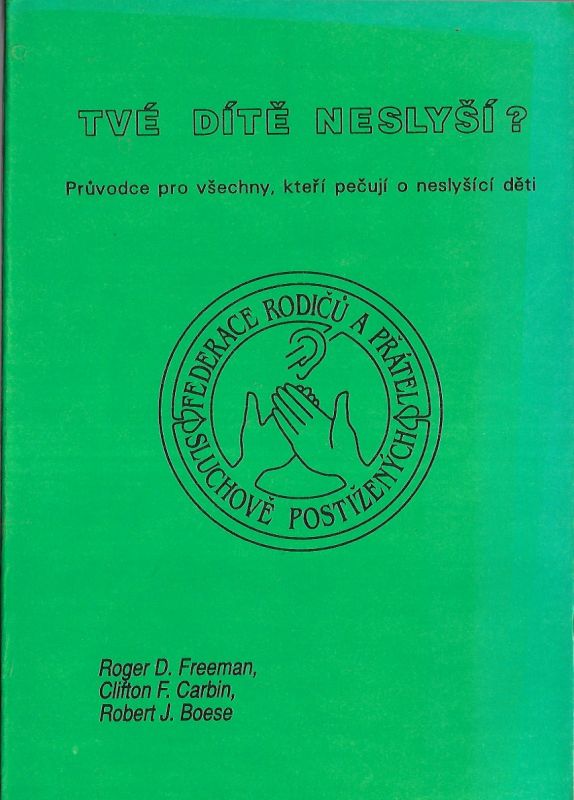 TVÉ DÍTĚ NESLYŠÍ?
Průvodce pro všechny, kteří pečují o neslyšící děti
FEDERACE RODIČŮ A PŘÁTEL
SLUCHOVĚ POSTIŽENÝCH
Roger D. Freeman,
Clifton F. Carbin,
Robert J. Boese